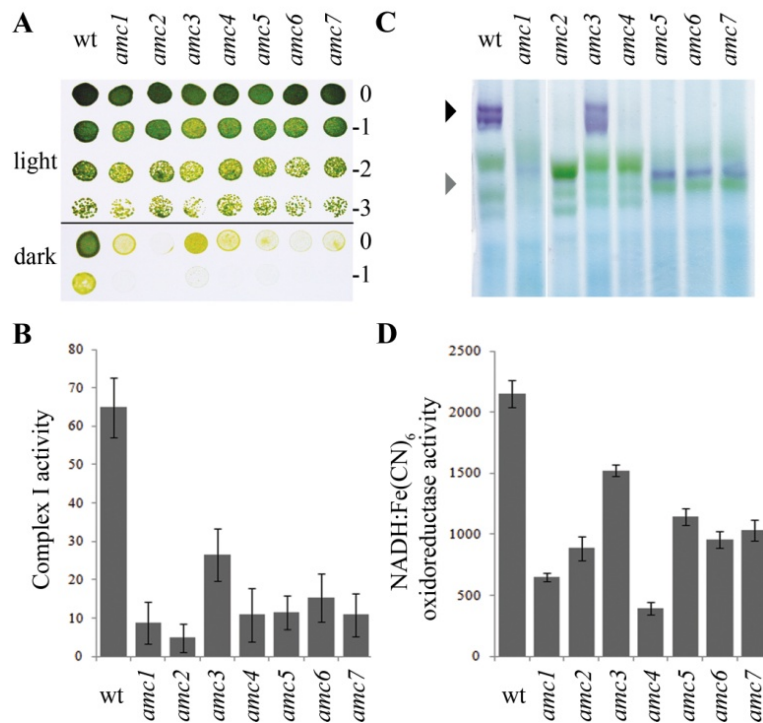 A
wt amc1 amc2 amc3 amc4 amc5 amc6 amc7
light
0
-1
-2
-3
dark
0
-1
C
wt amc1 amc2 amc3 amc4 amc5 amc6 amc7
B
Complex I activity
80
70
60
50
40
30
20
10
0
wt amc1 amc2 amc3 amc4 amc5 amc6 amc7
D
NADH:Fe(CN)6
oxidoreductase activity
2500
2000
1500
1000
500
0
wt amc1 amc2 amc3 amc4 amc5 amc6 amc7